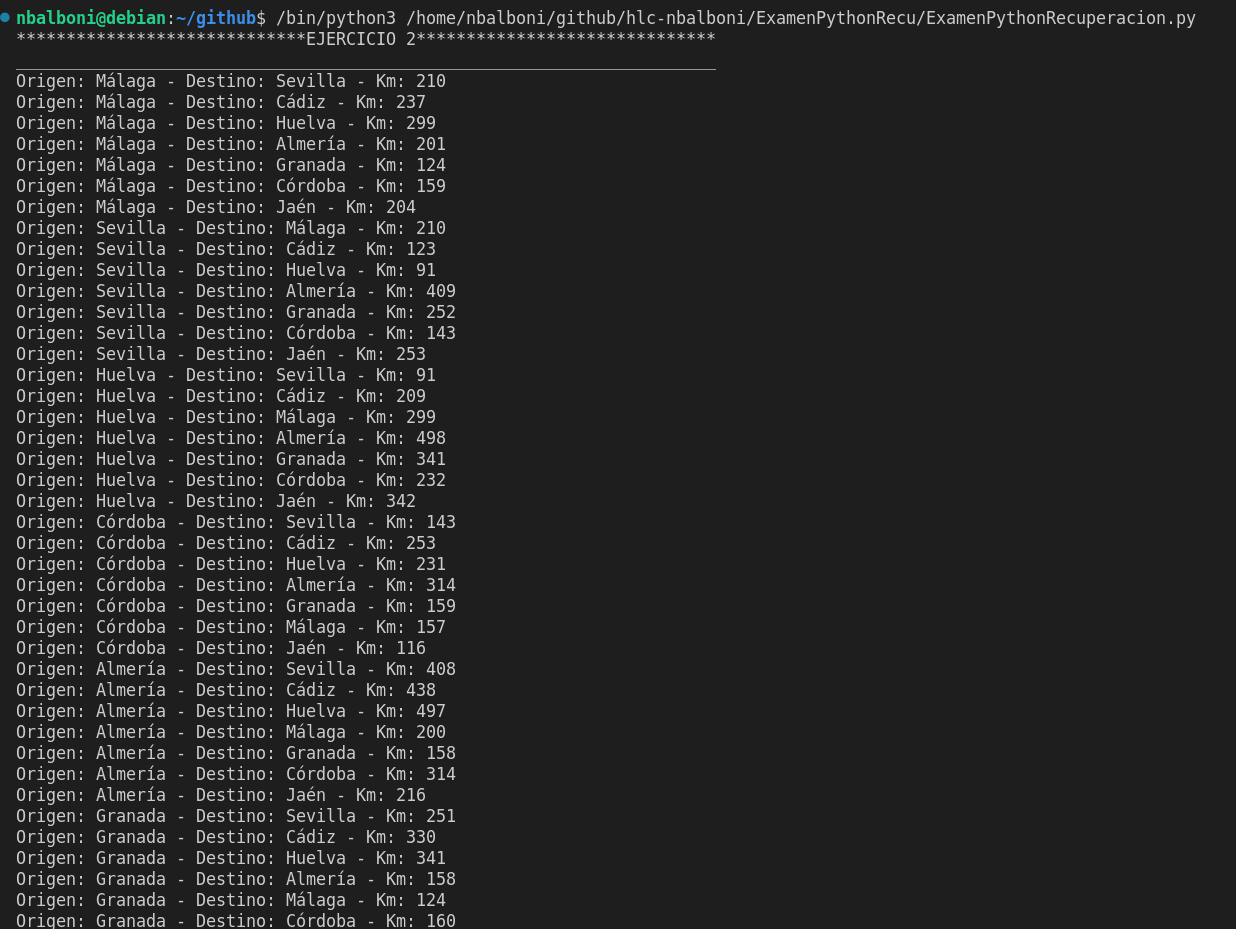 nbalboni@debian:~/github$ /bin/python3 /home/nbalboni/github/hlc-nbalboni/ExamenPythonRecu/ExamenPythonRecuperacion.py
*****************************EJERCICIO 2******************************
______________________________________________________________________
Origen: Málaga - Destino: Sevilla - Km: 210
Origen: Málaga - Destino: Cádiz - Km: 237
Origen: Málaga - Destino: Huelva - Km: 299
Origen: Málaga - Destino: Almería - Km: 201
Origen: Málaga - Destino: Granada - Km: 124
Origen: Málaga - Destino: Córdoba - Km: 159
Origen: Málaga - Destino: Jaén - Km: 204
Origen: Sevilla - Destino: Málaga - Km: 210
Origen: Sevilla - Destino: Cádiz - Km: 123
Origen: Sevilla - Destino: Huelva - Km: 91
Origen: Sevilla - Destino: Almería - Km: 409
Origen: Sevilla - Destino: Granada - Km: 252
Origen: Sevilla - Destino: Córdoba - Km: 143
Origen: Sevilla - Destino: Jaén - Km: 253
Origen: Huelva - Destino: Sevilla - Km: 91
Origen: Huelva - Destino: Cádiz - Km: 209
Origen: Huelva - Destino: Málaga - Km: 299
Origen: Huelva - Destino: Almería - Km: 498
Origen: Huelva - Destino: Granada - Km: 341
Origen: Huelva - Destino: Córdoba - Km: 232
Origen: Huelva - Destino: Jaén - Km: 342
Origen: Córdoba - Destino: Sevilla - Km: 143
Origen: Córdoba - Destino: Cádiz - Km: 253
Origen: Córdoba - Destino: Huelva - Km: 231
Origen: Córdoba - Destino: Almería - Km: 314
Origen: Córdoba - Destino: Granada - Km: 159
Origen: Córdoba - Destino: Málaga - Km: 157
Origen: Córdoba - Destino: Jaén - Km: 116
Origen: Almería - Destino: Sevilla - Km: 408
Origen: Almería - Destino: Cádiz - Km: 438
Origen: Almería - Destino: Huelva - Km: 497
Origen: Almería - Destino: Málaga - Km: 200
Origen: Almería - Destino: Granada - Km: 158
Origen: Almería - Destino: Córdoba - Km: 314
Origen: Almería - Destino: Jaén - Km: 216
Origen: Granada - Destino: Sevilla - Km: 251
Origen: Granada - Destino: Cádiz - Km: 330
Origen: Granada - Destino: Huelva - Km: 341
Origen: Granada - Destino: Almería - Km: 158
Origen: Granada - Destino: Málaga - Km: 124
Origen: Granada - Destino: Córdoba - Km: 160